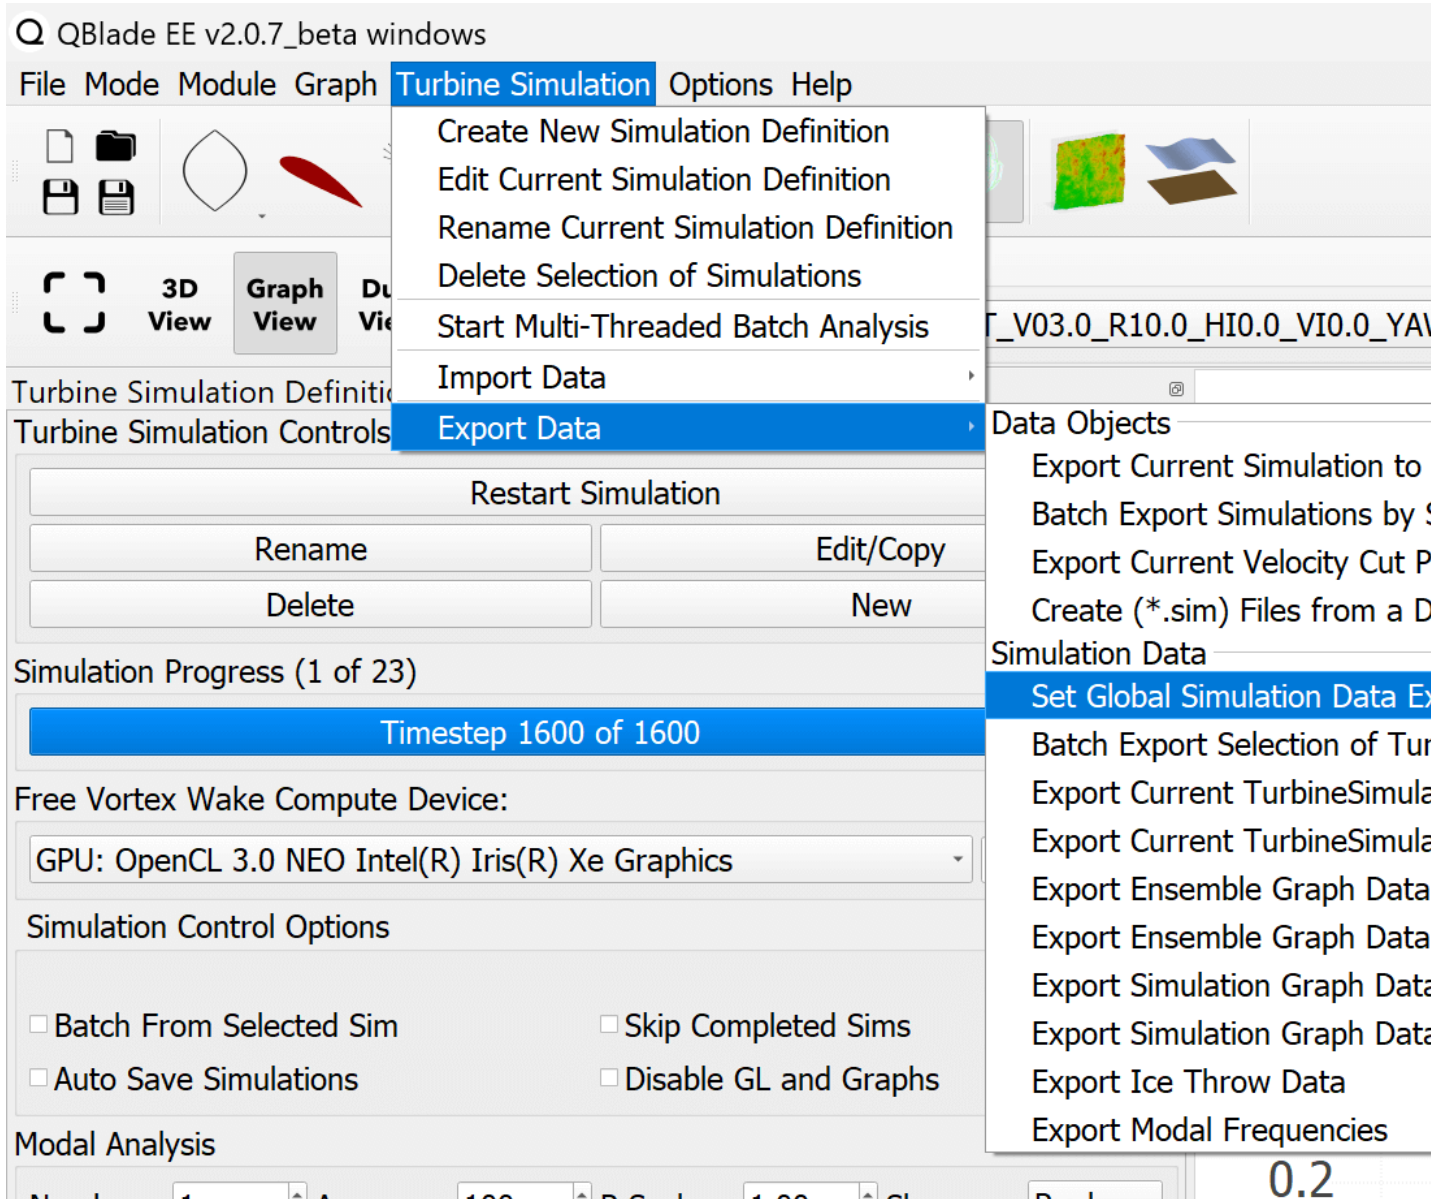 QBlade EE v2.0.7_beta windows
File Mode Module Graph Turbine Simulation Options Help
Create New Simulation Definition
Edit Current Simulation Definition
Rename Current Simulation Definition
Delete Selection of Simulations
Start Multi-Threaded Batch Analysis
Import Data
Export Data
3D View
Graph View
T_V03.0_R10.0_HI0.0_VI0.0_YAW
Turbine Simulation
Turbine Simulation Controls
Restart Simulation
Rename
Edit/Copy
Delete
New
Simulation Progress (1 of 23)
Timestep 1600 of 1600
Free Vortex Wake Compute Device:
GPU: OpenCL 3.0 NEO Intel(R) Iris(R) Xe Graphics
Simulation Control Options
Batch From Selected Sim
Skip Completed Sims
Auto Save Simulations
Disable GL and Graphs
Modal Analysis
Data Objects
Export Current Simulation to
Batch Export Simulations by
Export Current Velocity Cut
Create (*.sim) Files from a
Simulation Data
Set Global Simulation Data
Batch Export Selection of
Export Current
Export Current
Export Ensemble Graph Data
Export Ensemble Graph Data
Export Simulation Graph Data
Export Simulation Graph Data
Export Ice Throw Data
Export Modal Frequencies
0.2